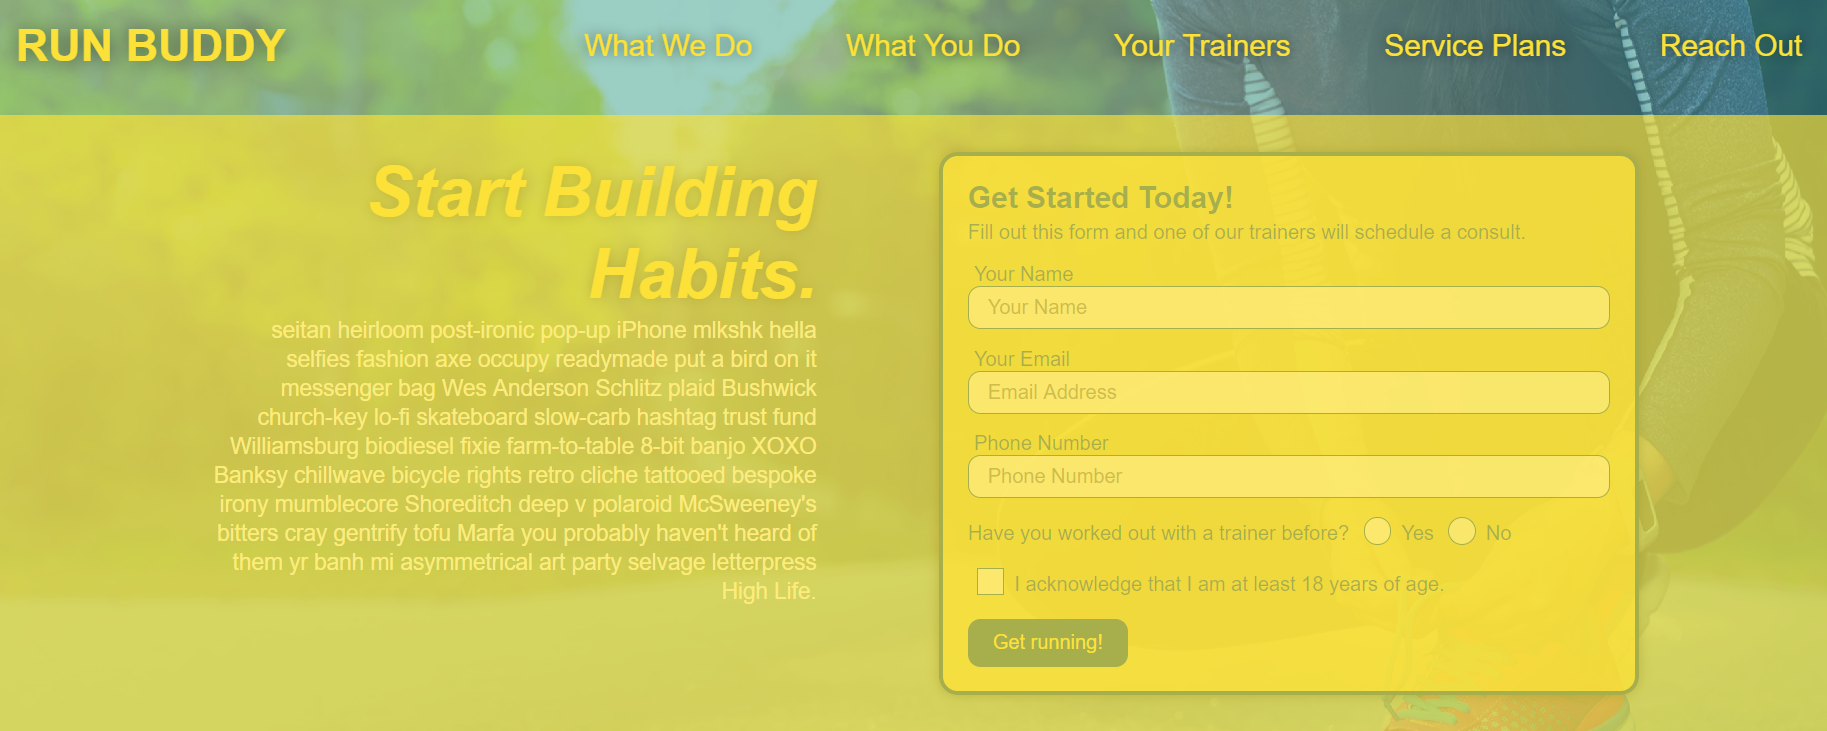 RUN BUDDY
What We Do
What You Do
Your Trainers
Service Plans
Reach Out
Start Building
Habits.
seitan heirloom post-ironic pop-up iPhone mlkshk hella
selfies fashion axe occupy readymade put a bird on it
messenger bag Wes Anderson Schlitz plaid Bushwick
church-key lo-fi skateboard slow-carb hashtag trust fund
Williamsburg biodiesel fixie farm-to-table 8-bit banjo XOXO
Banksy chillwave bicycle rights retro cliche tattooed bespoke
irony mumblecore Shoreditch deep v polaroid McSweeney's
bitters cray gentrify tofu Marfa you probably haven't heard of
them yr banh mi asymmetrical art party selvage letterpress
High Life.
Get Started Today!
Fill out this form and one of our trainers will schedule a consult.
Your Name
Your Name
Your Email
Email Address
Phone Number
Phone Number
Have you worked out with a trainer before? Yes No
I acknowledge that I am at least 18 years of age.
Get running!